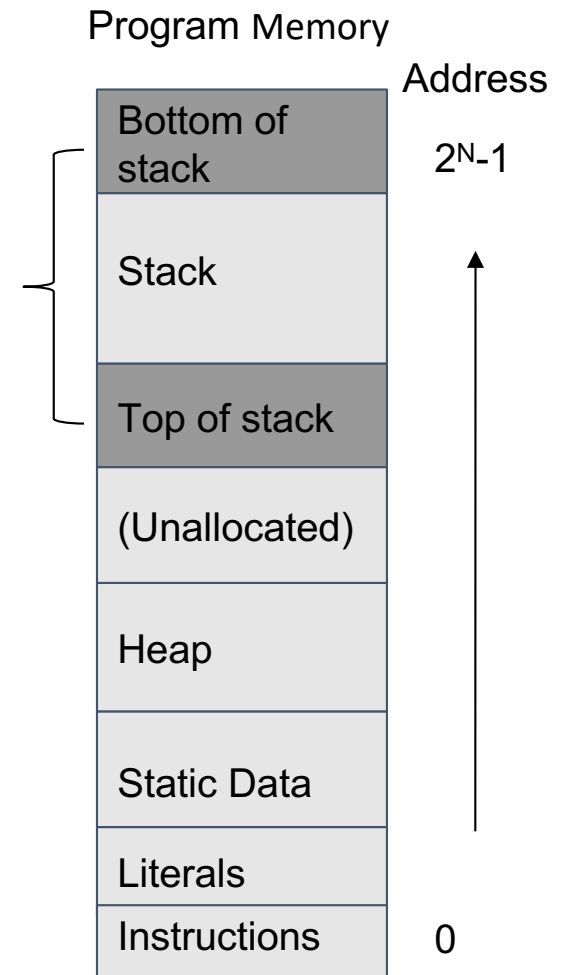 Program Memory
Address
Bottom of
stack
2ᴺ-1
Stack
Top of stack
(Unallocated)
Heap
Static Data
Literals
Instructions
0